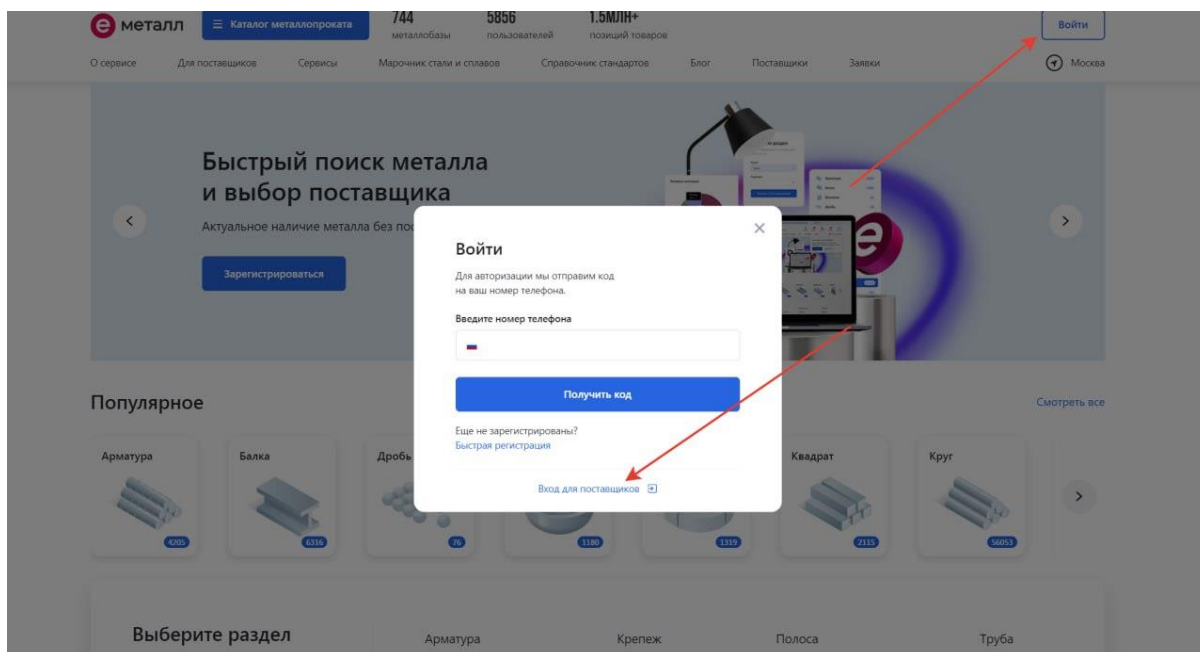 е металл
Каталог металлопроката
744
металлобазы
5856
пользователей
1.5МЛН+
позиций товаров
Войти
О сервисе
Для поставщиков
Сервисы
Марочник стали и сплавов
Справочник стандартов
Блог
Поставщики
Заявки
Москва
Быстрый поиск металла
и выбор поставщика
Актуальное наличие металла без
Зарегистрироваться
Войти
Для авторизации мы отправим код
на ваш номер телефона.
Введите номер телефона
Получить код
Еще не зарегистрированы?
Быстрая регистрация
Вход для поставщиков
Популярное
Смотреть все
Арматура
Балка
Дробь
Квадрат
Круг
4205
6316
76
1180
1319
2115
56053
Выберите раздел
Арматура
Крепеж
Полоса
Труба